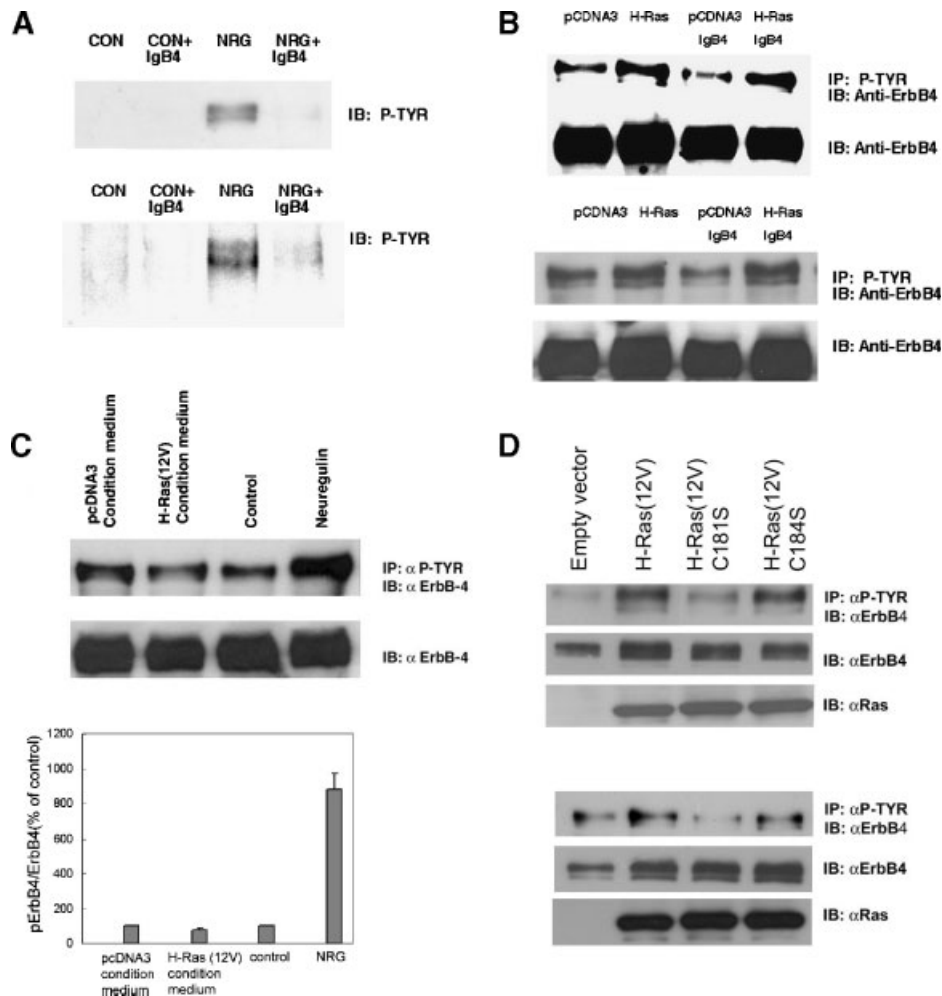 A
CON CON+ NRG NRG+
IgB4 IgB4
IB: P-TYR
CON CON+ NRG NRG+
IgB4 IgB4
IB: P-TYR
B
pCDNA3 H-Ras pCDNA3 H-Ras
IgB4 IgB4
IP: P-TYR
IB: Anti-ErbB4
IB: Anti-ErbB4
pCDNA3 H-Ras pCDNA3 H-Ras
IgB4 IgB4
IP: P-TYR
IB: Anti-ErbB4
IB: Anti-ErbB4
C
pcDNA3
Condition medium
H-Ras(12V)
Condition medium
Control
Neuregulin
IP: α P-TYR
IB: α ErbB-4
IB: α ErbB-4
pErbB4/ErbB4(% of control)
1200
1000
800
600
400
200
100
0
pcDNA3
condition
medium
H-Ras (12V)
condition
medium
control
NRG
D
Empty vector
H-Ras(12V)
H-Ras(12V)
C181S
H-Ras(12V)
C184S
IP: αP-TYR
IB: αErbB4
IB: αErbB4
IB: αRas
IP: αP-TYR
IB: αErbB4
IB: αErbB4
IB: αRas